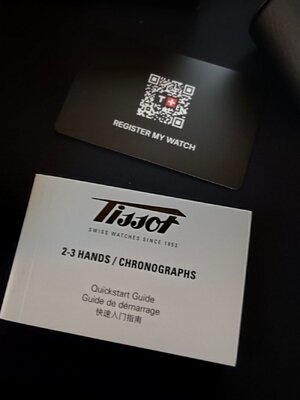 T
REGISTER MY WATCH
Tissot
SWISS WATCHES SINCE 1853
2-3 HANDS / CHRONOGRAPHS
Quickstart Guide
Guide de démarrage
快速入门指南